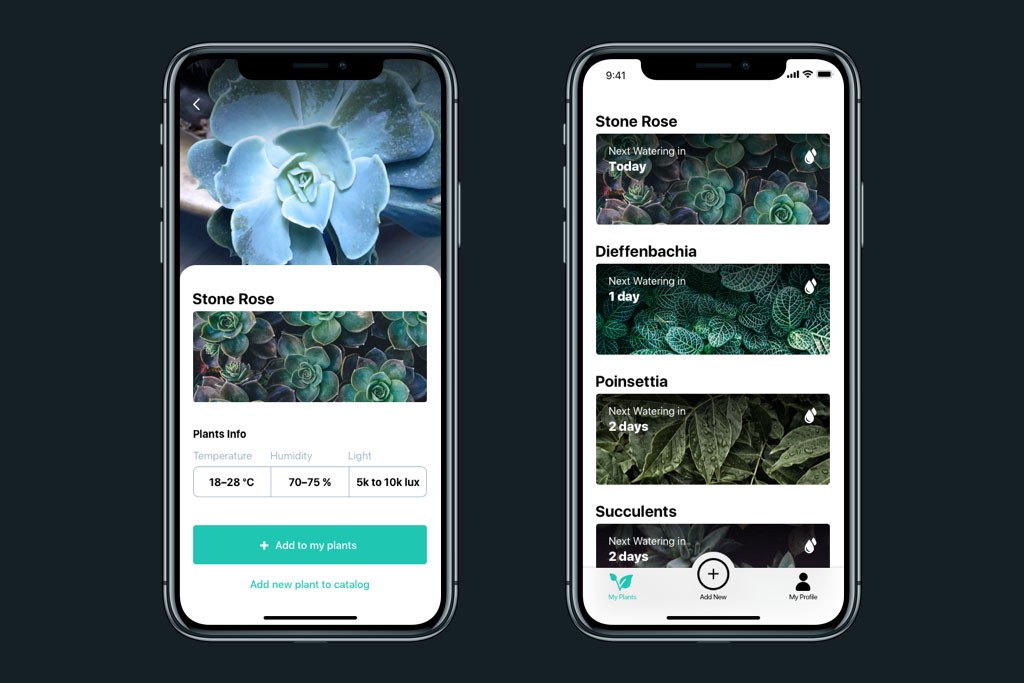 Stone Rose
Plants Info
Temperature Humidity Light
18–28 °C 70–75 % 5k to 10k lux
+ Add to my plants
Add new plant to catalog
9:41
Stone Rose
Next Watering in
Today
Dieffenbachia
Next Watering in
1 day
Poinsettia
Next Watering in
2 days
Succulents
Next Watering in
2 days
My Plants Add New My Profile